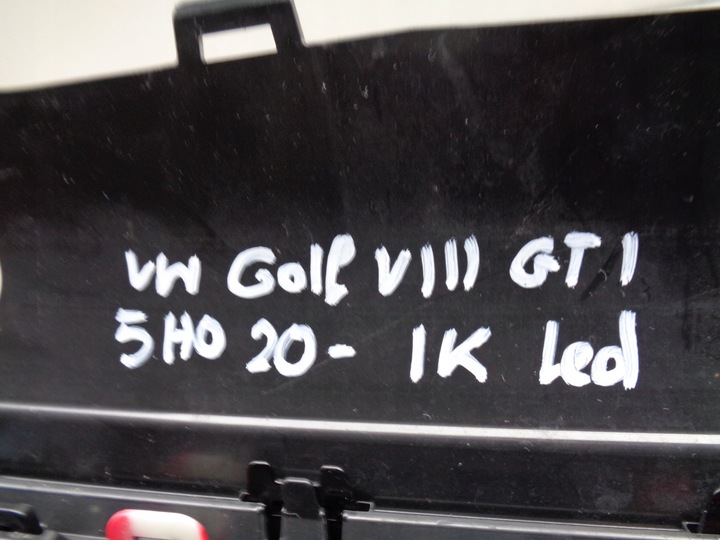 VW Golf VIII GTI
5H0 20- 1K Led